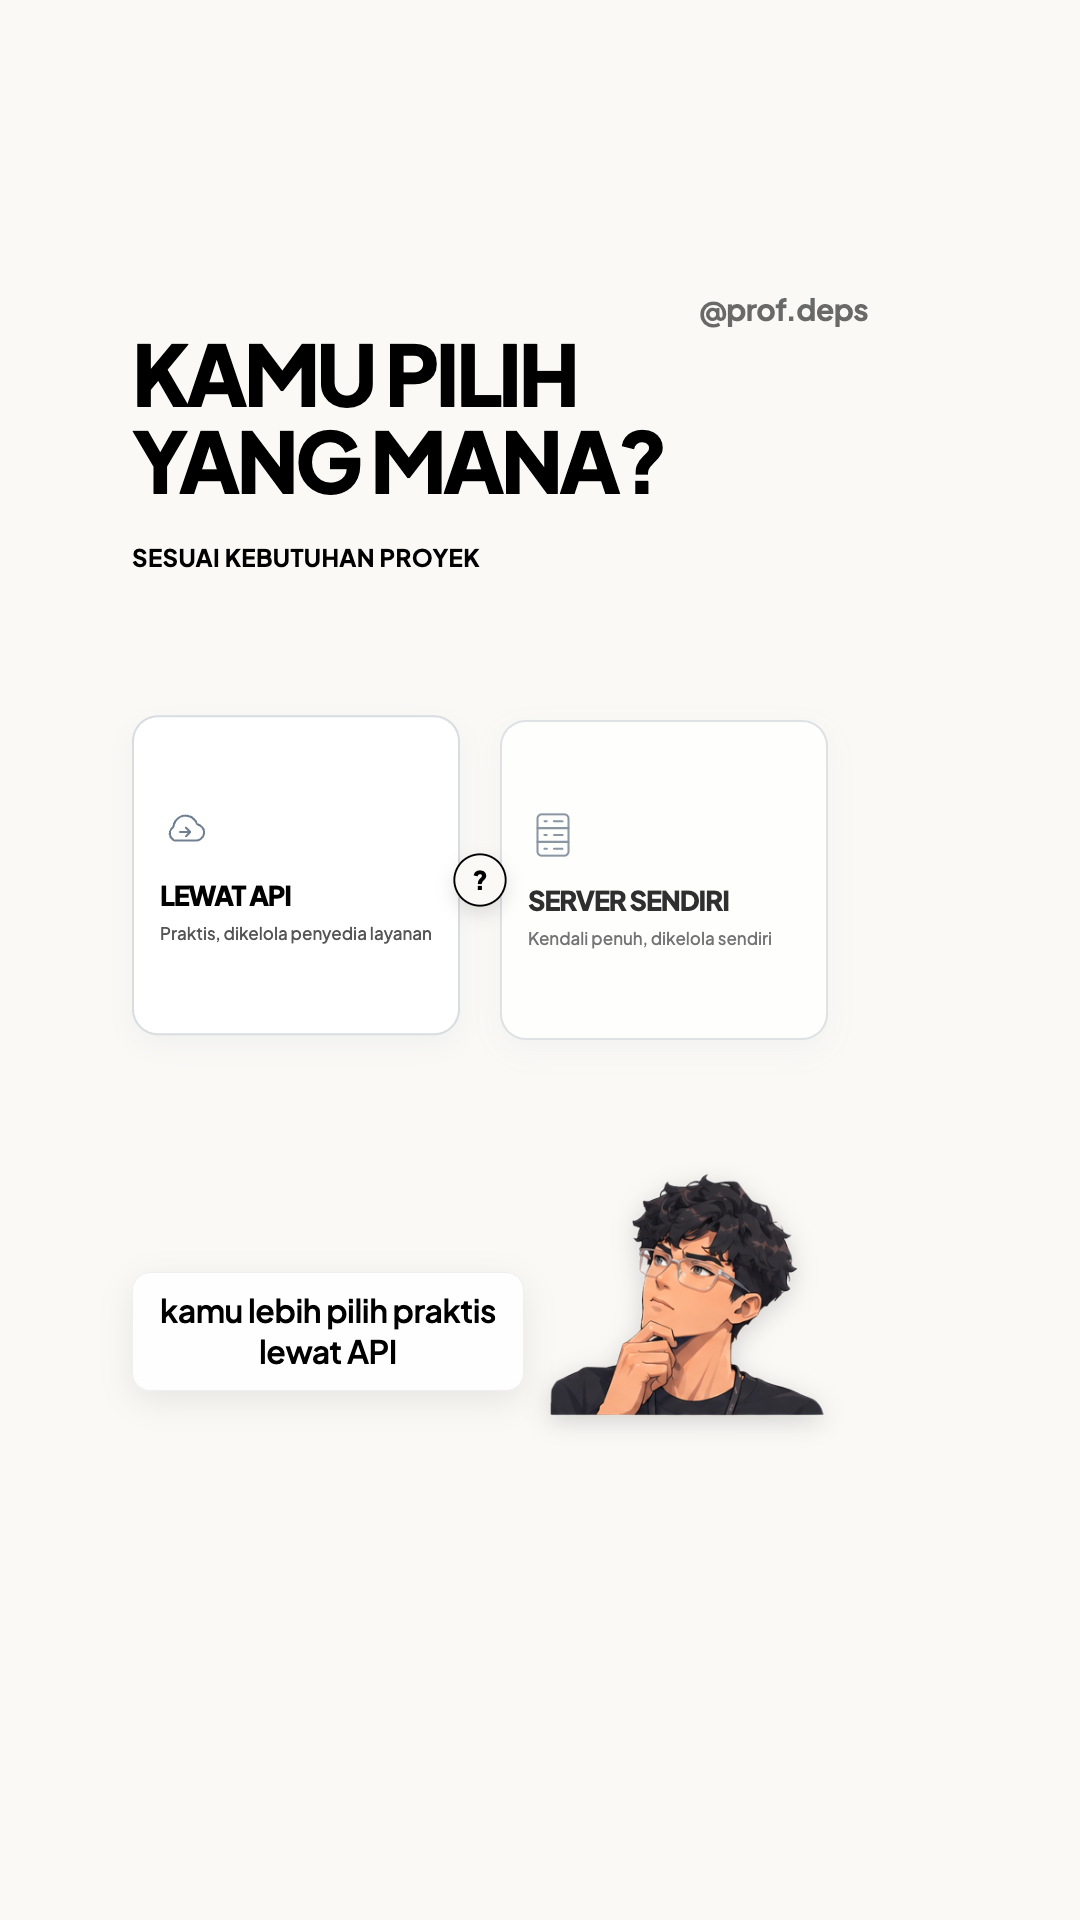 @prof.deps
KAMU PILIH
YANG MANA?
SESUAI KEBUTUHAN PROYEK
LEWAT API
Praktis, dikelola penyedia layanan
?
SERVER SENDIRI
Kendali penuh, dikelola sendiri
kamu lebih pilih praktis
lewat API